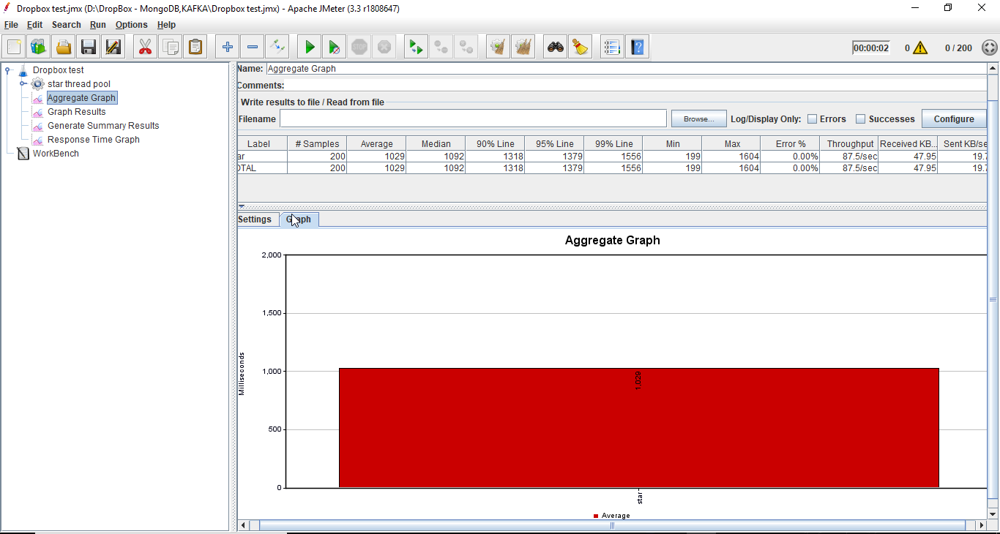 Dropbox test.jmx (D:\DropBox - MongoDB,KAFKA\Dropbox test.jmx) - Apache JMeter (3.3 r1808647)
File Edit Search Run Options Help
00:00:02 0 0 / 200
Dropbox test
star thread pool
Aggregate Graph
Graph Results
Generate Summary Results
Response Time Graph
WorkBench
Name: Aggregate Graph
Comments:
Write results to file / Read from file
Filename Browse... Log/Display Only: Errors Successes Configure
Label # Samples Average Median 90% Line 95% Line 99% Line Min Max Error % Throughput Received KB... Sent KB/se
ar 200 1029 1092 1318 1379 1556 199 1604 0.00% 87.5/sec 47.95 19.7
OTAL 200 1029 1092 1318 1379 1556 199 1604 0.00% 87.5/sec 47.95 19.7
Settings Graph
Aggregate Graph
2,000
1,500
1,000
500
0
Milliseconds
1,029
star
Average